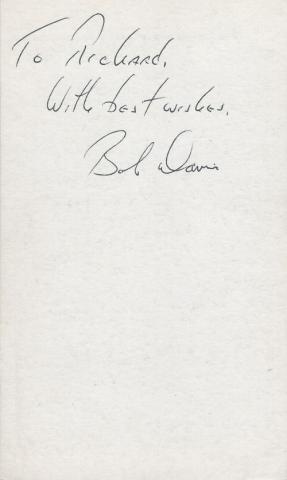 To Richard,
With best wishes,
Bob Davis